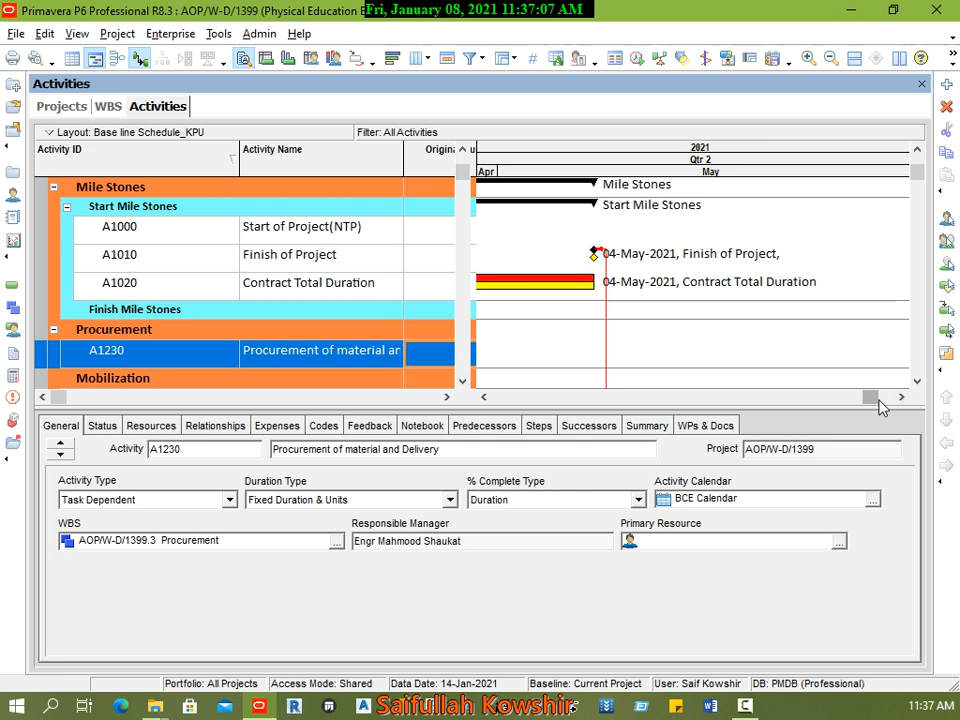 Primavera P6 Professional R8.3 : AOP/W-D/1399 (Physical Education
Fri, January 08, 2021 11:37:07 AM
File Edit View Project Enterprise Tools Admin Help
Activities
Projects WBS Activities
Layout: Base line Schedule_KPU
Filter: All Activities
Activity ID Activity Name
2021
Qtr 2
Apr May
Mile Stones
Mile Stones
Start Mile Stones
Start Mile Stones
A1000 Start of Project(NTP)
A1010 Finish of Project
04-May-2021, Finish of Project,
A1020 Contract Total Duration
04-May-2021, Contract Total Duration
Finish Mile Stones
Procurement
A1230 Procurement of material ar
Mobilization
General Status Resources Relationships Expenses Codes Feedback Notebook Predecessors Steps Successors Summary WPs & Docs
Activity A1230 Procurement of material and Delivery Project AOP/W-D/1399
Activity Type Duration Type % Complete Type Activity Calendar
Task Dependent Fixed Duration & Units Duration BCE Calendar
WBS Responsible Manager Primary Resource
AOP/W-D/1399.3 Procurement Engr Mahmood Shaukat
Portfolio: All Projects Access Mode: Shared Data Date: 14-Jan-2021 Baseline: Current Project User: Saif Kowshir DB: PMDB (Professional)
Saifullah Kowshir
11:37 AM